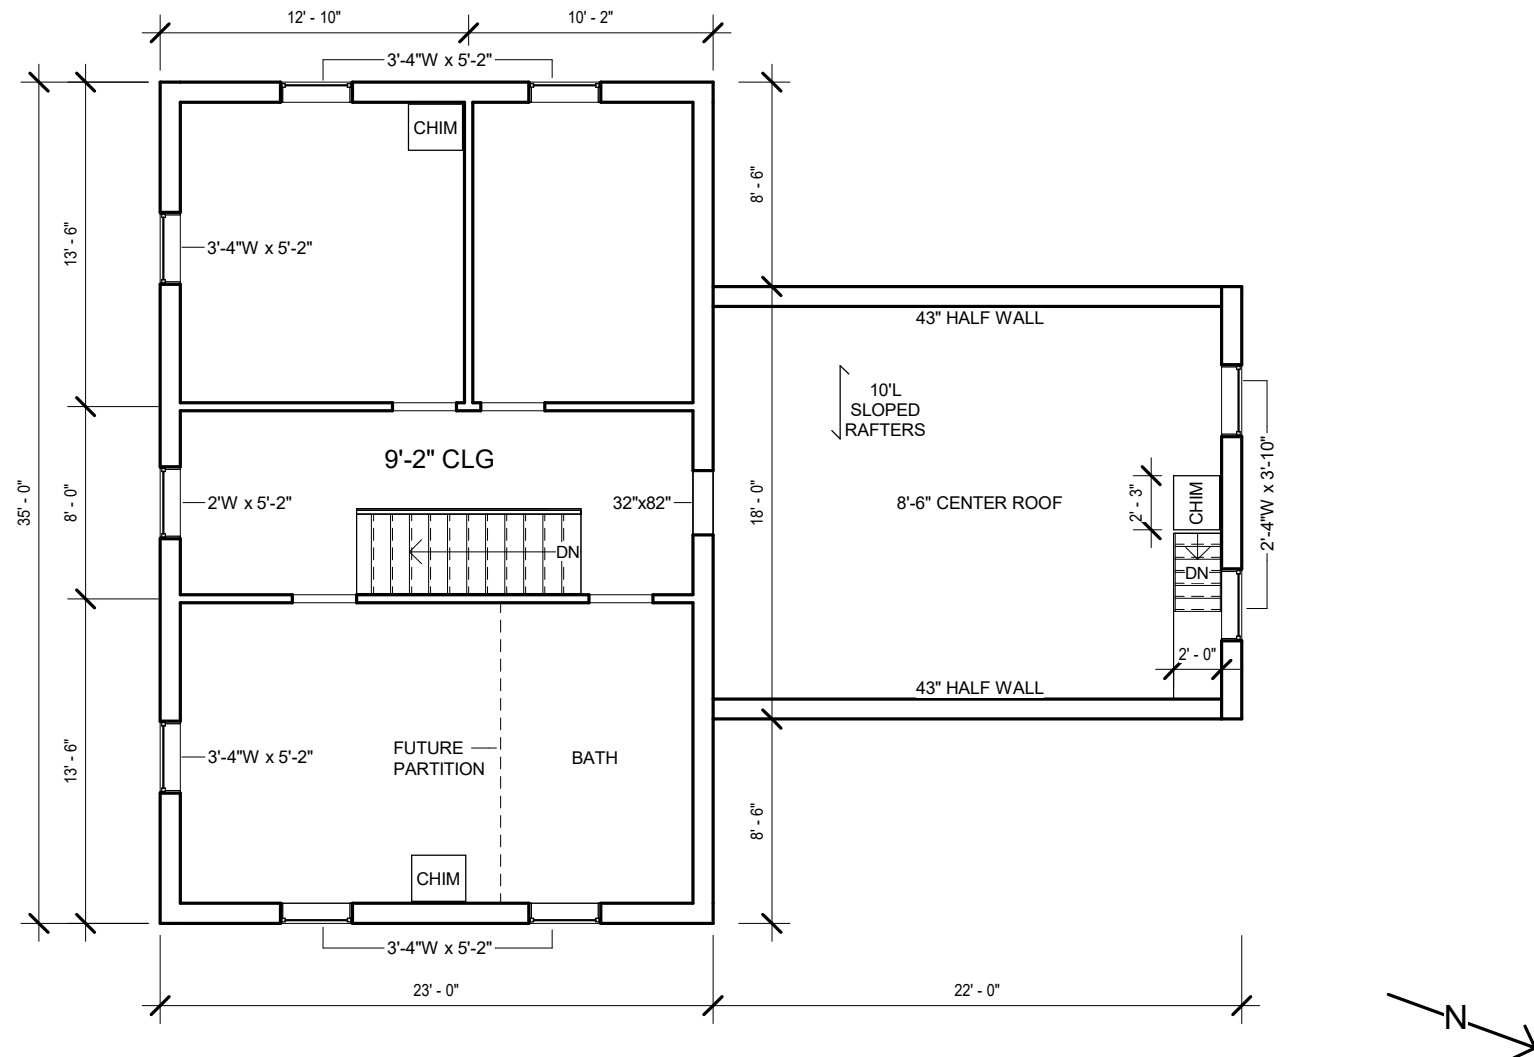 12' - 10"
10' - 2"
3'-4"W x 5'-2"
CHIM
8' - 6"
13' - 6"
3'-4"W x 5'-2"
43" HALF WALL
10'L
SLOPED
RAFTERS
9'-2" CLG
35' - 0"
8' - 0"
2'W x 5'-2"
32"x82"
18' - 0"
8'-6" CENTER ROOF
2' - 3"
CHIM
2'-4"W x 3'-10"
DN
DN
2' - 0"
43" HALF WALL
13' - 6"
3'-4"W x 5'-2"
FUTURE
PARTITION
BATH
8' - 6"
CHIM
3'-4"W x 5'-2"
23' - 0"
22' - 0"
N